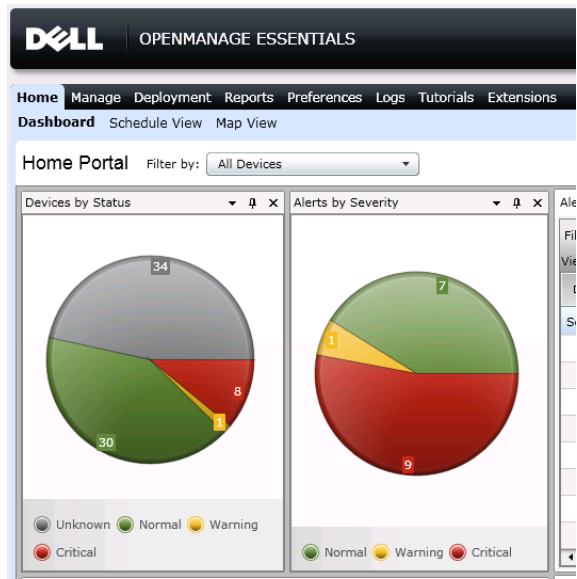 DELL OPENMANAGE ESSENTIALS
Home Manage Deployment Reports Preferences Logs Tutorials Extensions
Dashboard Schedule View Map View
Home Portal Filter by: All Devices
Devices by Status
34
8
1
30
Unknown Normal Warning
Critical
Alerts by Severity
7
1
9
Normal Warning Critical